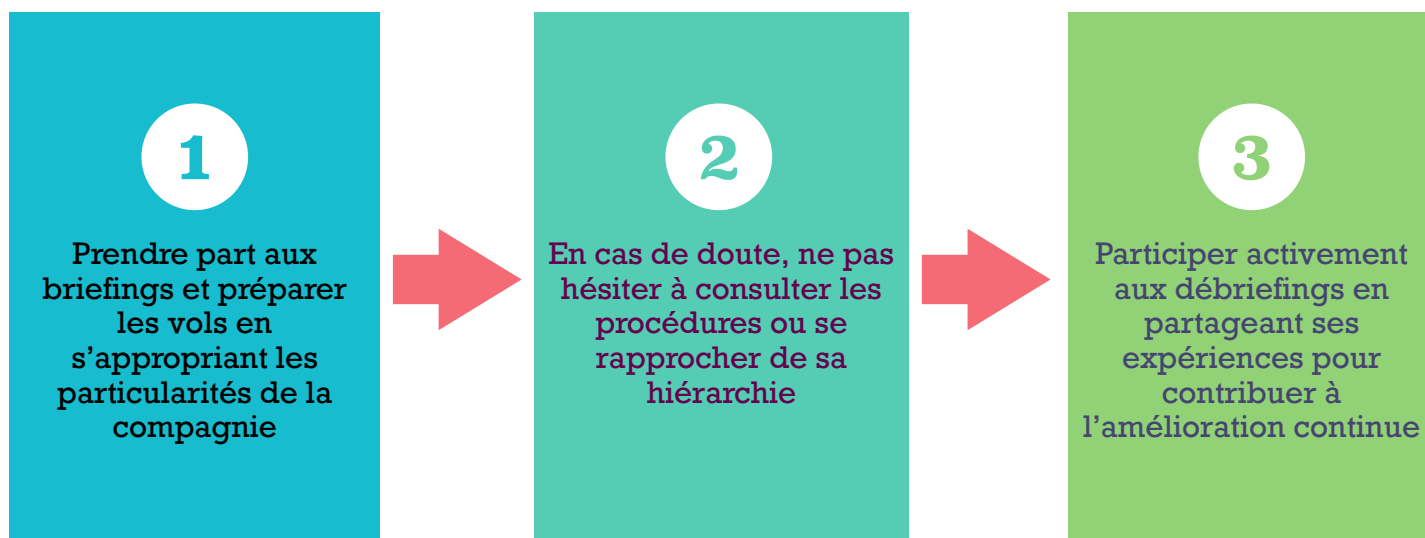 1
Prendre part aux
briefings et préparer
les vols en
s’appropriant les
particularités de la
compagnie
2
En cas de doute, ne pas
hésiter à consulter les
procédures ou se
rapprocher de sa
hiérarchie
3
Participer activement
aux débriefings en
partageant ses
expériences pour
contribuer à
l’amélioration continue